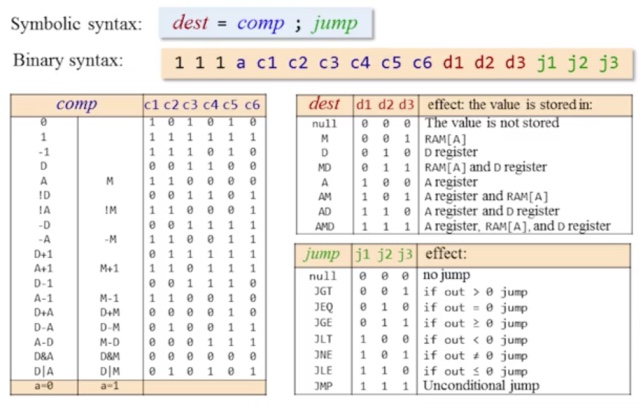 Symbolic syntax: dest = comp ; jump
Binary syntax: 1 1 1 a c1 c2 c3 c4 c5 c6 d1 d2 d3 j1 j2 j3
comp c1 c2 c3 c4 c5 c6
0 1 0 1 0 1 0
1 1 1 1 1 1 1
-1 1 1 1 0 1 0
D 0 0 1 1 0 0
A M 1 1 0 0 0 0
!D 0 0 1 1 0 1
!A !M 1 1 0 0 0 1
-D 0 0 1 1 1 1
-A -M 1 1 0 0 1 1
D+1 0 1 1 1 1 1
A+1 M+1 1 1 0 1 1 1
D-1 0 0 1 1 1 0
A-1 M-1 1 1 0 0 1 0
D+A D+M 0 0 0 0 1 0
D-A D-M 0 1 0 0 1 1
A-D M-D 0 0 0 1 1 1
D&A D&M 0 0 0 0 0 0
D|A D|M 0 1 0 1 0 1
a=0 a=1
dest d1 d2 d3 effect: the value is stored in:
null 0 0 0 The value is not stored
M 0 0 1 RAM[A]
D 0 1 0 D register
MD 0 1 1 RAM[A] and D register
A 1 0 0 A register
AM 1 0 1 A register and RAM[A]
AD 1 1 0 A register and D register
AMD 1 1 1 A register, RAM[A], and D register
jump j1 j2 j3 effect:
null 0 0 0 no jump
JGT 0 0 1 if out > 0 jump
JEQ 0 1 0 if out = 0 jump
JGE 0 1 1 if out ≥ 0 jump
JLT 1 0 0 if out < 0 jump
JNE 1 0 1 if out ≠ 0 jump
JLE 1 1 0 if out ≤ 0 jump
JMP 1 1 1 Unconditional jump